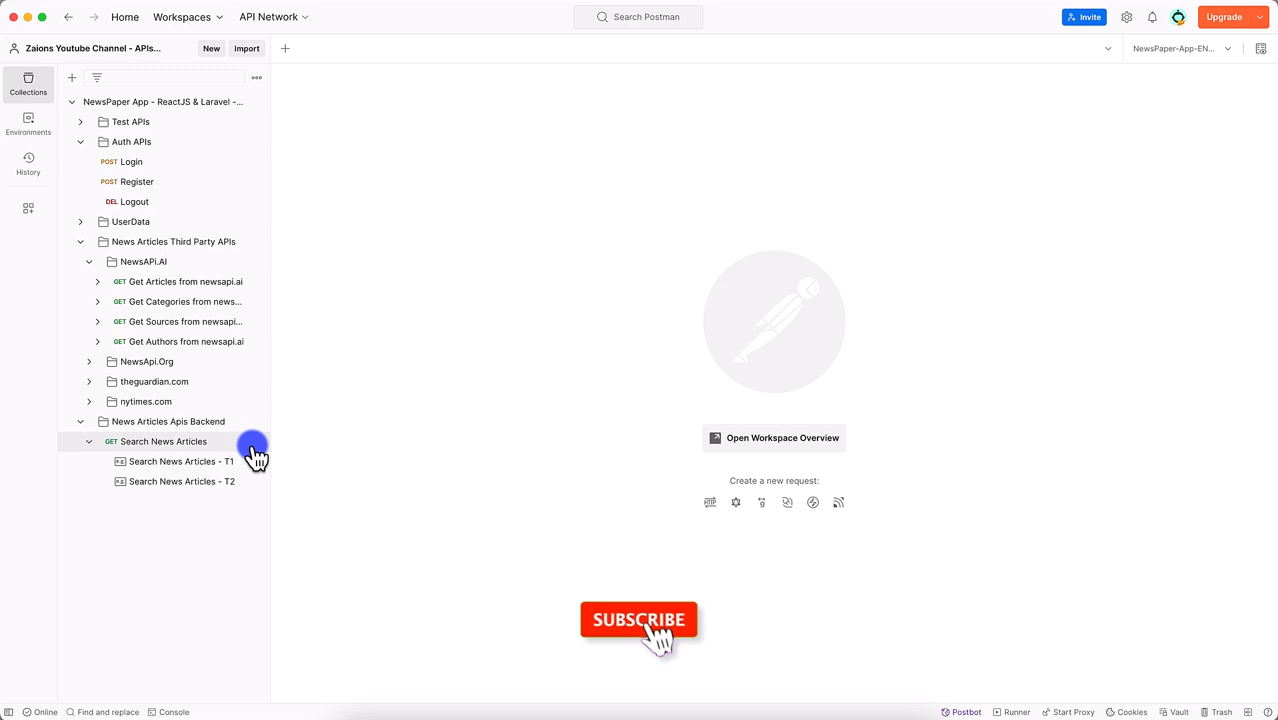 Home
Workspaces
API Network
Search Postman
Invite
Upgrade
Zaions Youtube Channel - APIs...
New
Import
NewsPaper-App-EN...
Collections
Environments
History
NewsPaper App - ReactJS & Laravel -...
Test APIs
Auth APIs
POST Login
POST Register
DEL Logout
UserData
News Articles Third Party APIs
NewsAPi.AI
GET Get Articles from newsapi.ai
GET Get Categories from news...
GET Get Sources from newsapi...
GET Get Authors from newsapi.ai
NewsApi.Org
theguardian.com
nytimes.com
News Articles Apis Backend
GET Search News Articles
Search News Articles - T1
Search News Articles - T2
Open Workspace Overview
Create a new request:
HTTP
SUBSCRIBE
Online
Find and replace
Console
Postbot
Runner
Start Proxy
Cookies
Vault
Trash